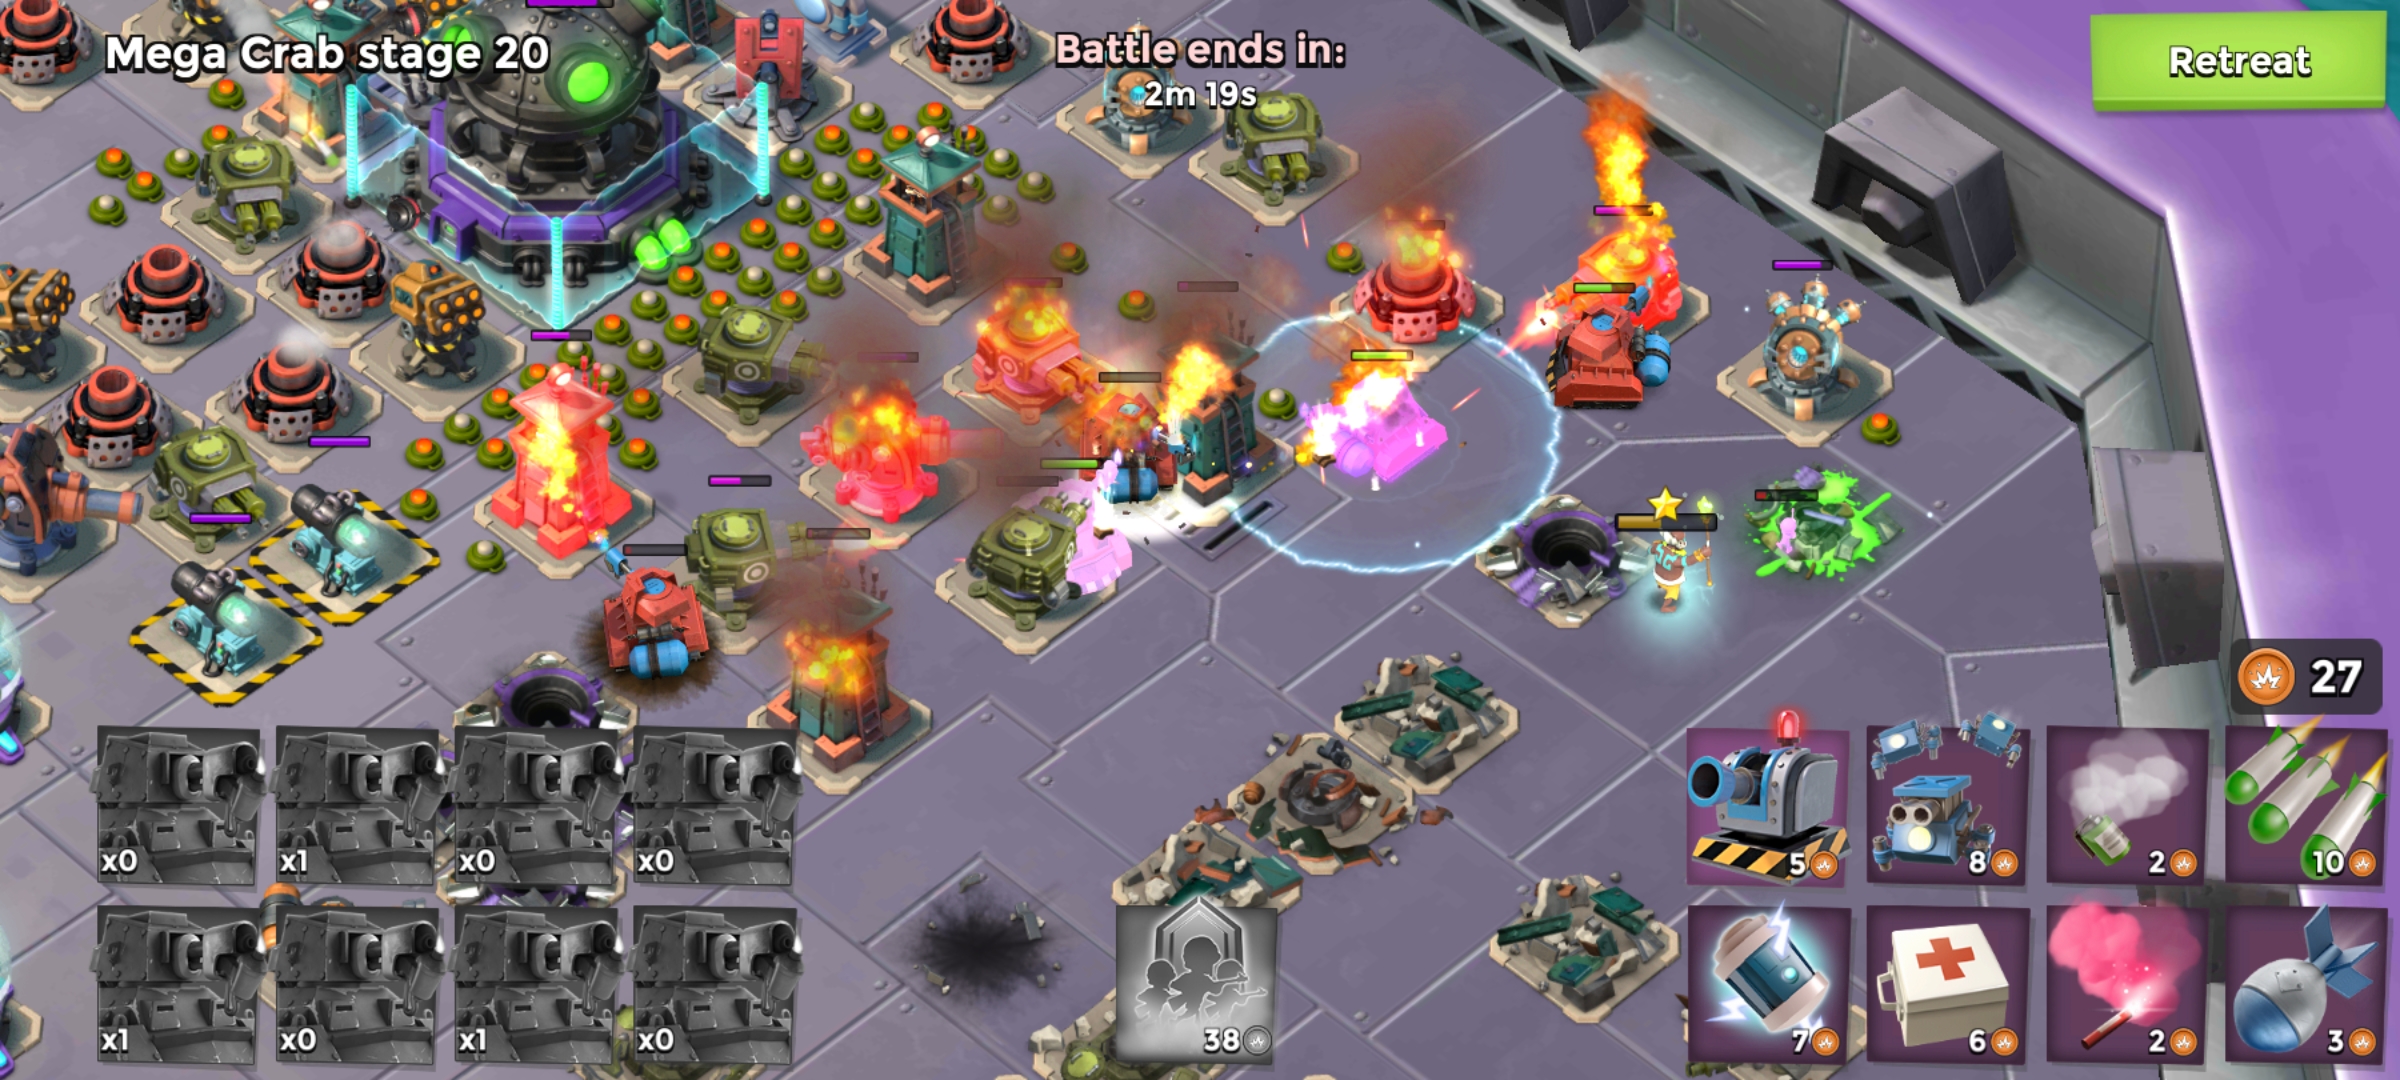 Mega Crab stage 20
Battle ends in:
2m 19s
Retreat
27
x0
x1
x0
x0
5
8
2
10
x1
x0
x1
x0
38
7
6
2
3